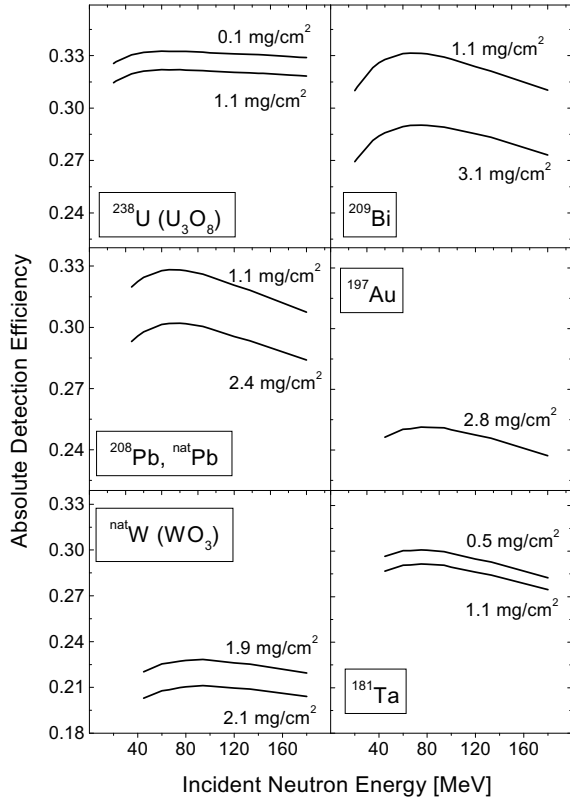 Absolute Detection Efficiency
0.33
0.30
0.27
0.24
0.1 mg/cm²
1.1 mg/cm²
²³⁸U (U₃O₈)
1.1 mg/cm²
3.1 mg/cm²
²⁰⁹Bi
0.33
0.30
0.27
0.24
1.1 mg/cm²
2.4 mg/cm²
²⁰⁸Pb, ⁿᵃᵗPb
¹⁹⁷Au
2.8 mg/cm²
0.33
0.30
0.27
0.24
0.21
0.18
ⁿᵃᵗW (WO₃)
1.9 mg/cm²
2.1 mg/cm²
0.5 mg/cm²
1.1 mg/cm²
¹⁸¹Ta
40 80 120 160 40 80 120 160
Incident Neutron Energy [MeV]